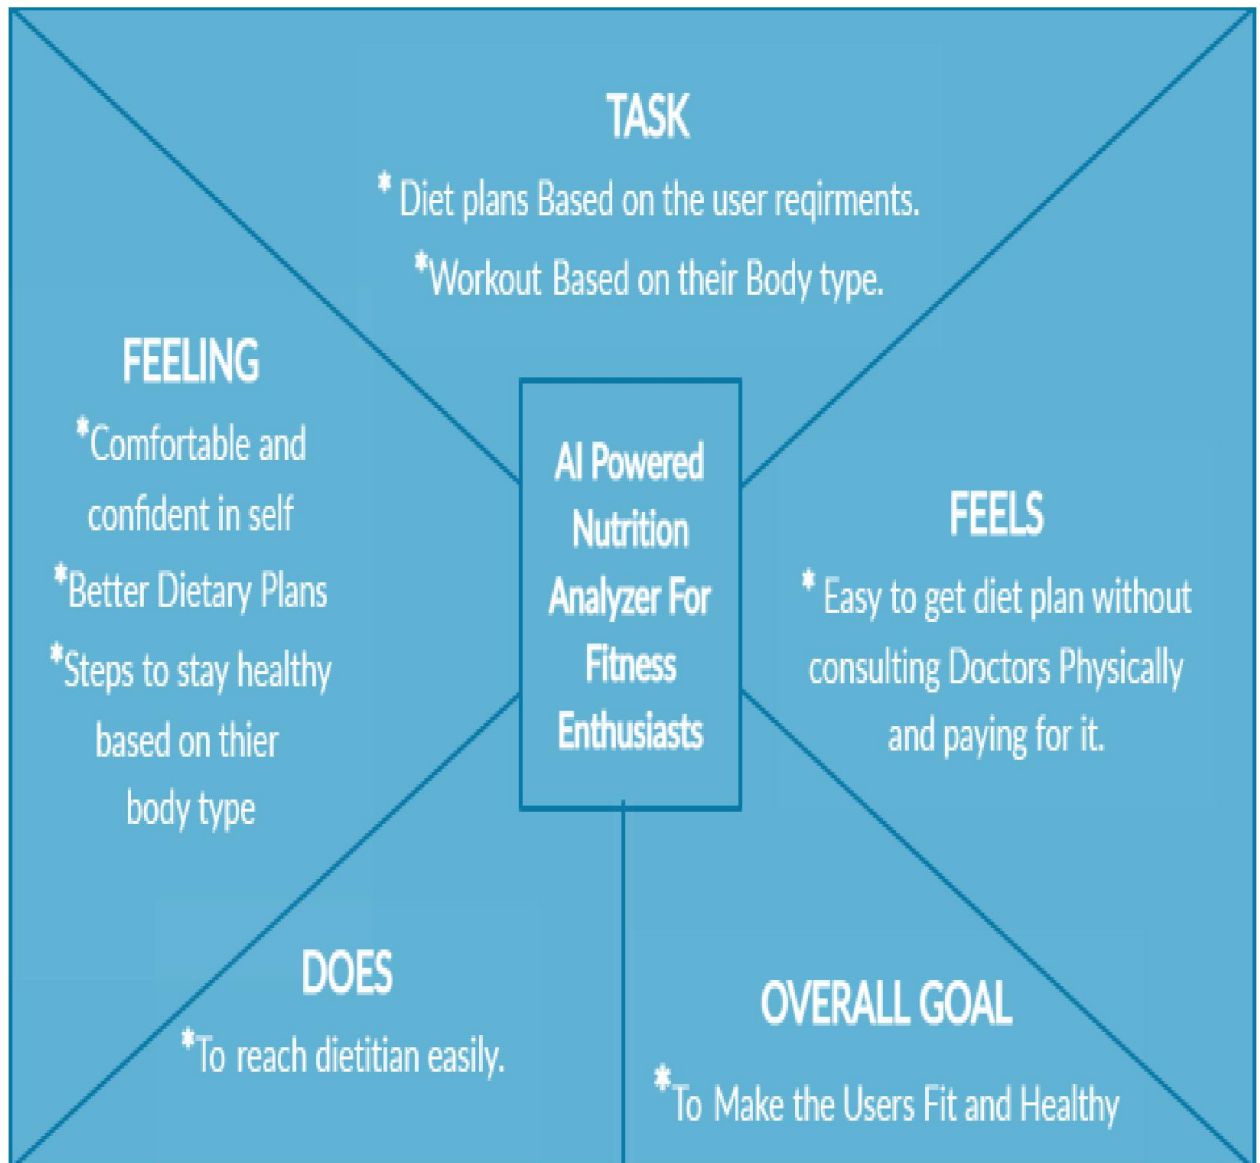 TASK
* Diet plans Based on the user reqirments.
*Workout Based on their Body type.
FEELING
*Comfortable and
confident in self
*Better Dietary Plans
*Steps to stay healthy
based on thier
body type
AI Powered
Nutrition
Analyzer For
Fitness
Enthusiasts
FEELS
* Easy to get diet plan without
consulting Doctors Physically
and paying for it.
DOES
*To reach dietitian easily.
OVERALL GOAL
*To Make the Users Fit and Healthy